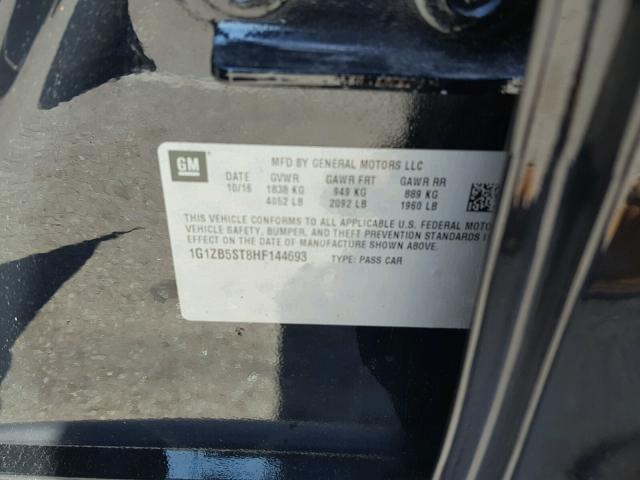 GM
MFD BY GENERAL MOTORS LLC
DATE GVWR GAWR FRT GAWR RR
10/16 1838 KG 949 KG 889 KG
4052 LB 2092 LB 1960 LB
THIS VEHICLE CONFORMS TO ALL APPLICABLE U.S. FEDERAL MOTO
VEHICLE SAFETY, BUMPER, AND THEFT PREVENTION STANDARDS I
EFFECT ON THE DATE OF MANUFACTURE SHOWN ABOVE.
1G1ZB5ST8HF144693 TYPE: PASS CAR